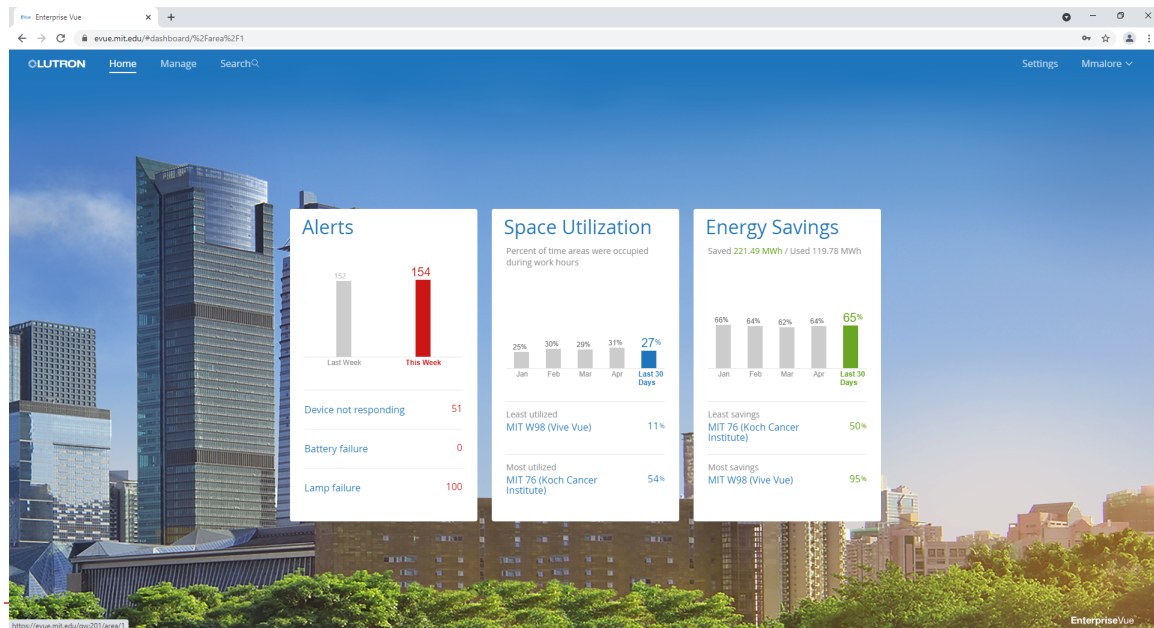 Enterprise Vue
evue.mit.edu/#dashboard/%2Farea%2F1
LUTRON Home Manage Search Settings Mmalore
Alerts
152
154
Last Week This Week
Device not responding 51
Battery failure 0
Lamp failure 100
Space Utilization
Percent of time areas were occupied
during work hours
25% 30% 29% 31% 27%
Jan Feb Mar Apr Last 30
Days
Least utilized
MIT W98 (Vive Vue) 11%
Most utilized
MIT 76 (Koch Cancer 54%
Institute)
Energy Savings
Saved 221.49 MWh / Used 119.78 MWh
66% 64% 62% 64% 65%
Jan Feb Mar Apr Last 30
Days
Least savings
MIT 76 (Koch Cancer 50%
Institute)
Most savings
MIT W98 (Vive Vue) 95%
https://evue.mit.edu/gw:201/area/1
EnterpriseVue